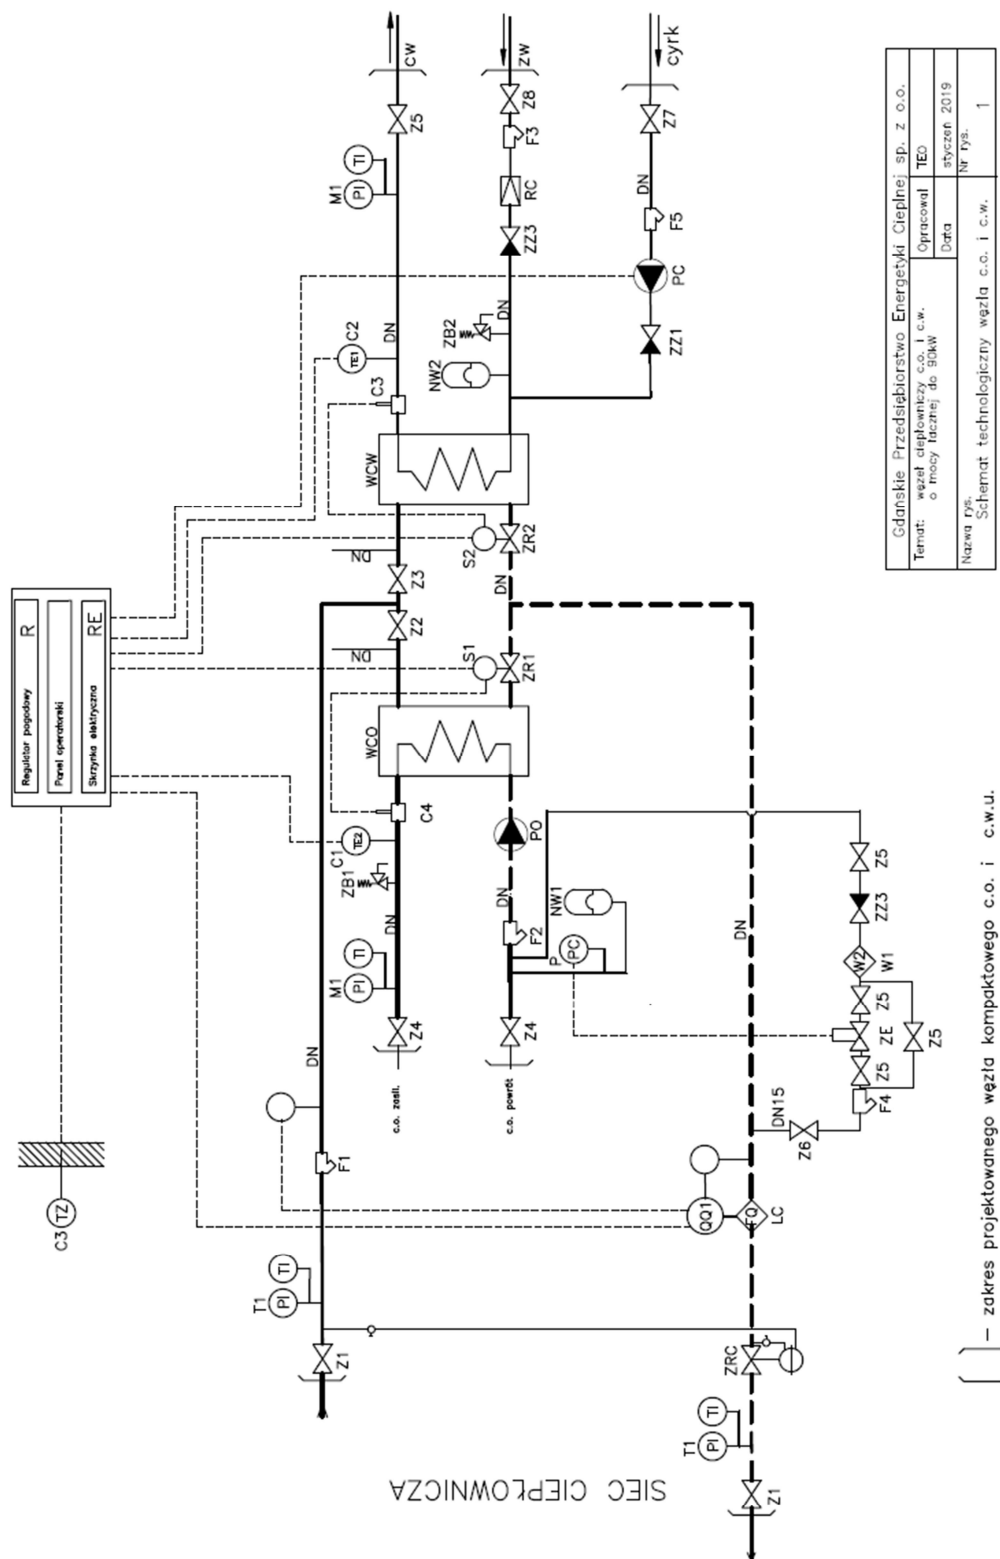 Regulator pogodowy R
Panel operatorski
Skrzynka elektryczna RE
C3 TZ
cw
zw
cyrk
Z5
Z8
Z7
TI
PI
M1
F3
RC
ZZ3
DN
F5
PC
ZZ1
C2
TE1
DN
C3
ZB2
DN
NW2
WCW
S2
ZR2
DN
Z3
DN
Z2
DN
S1
ZR1
WCO
C4
C1
TE2
ZB1
DN
PO
DN
F2
NW1
P
PC
TI
PI
M1
Z4
c.o. zasil.
Z4
c.o. powrót
DN
F1
T1
PI
TI
Z1
DN
Z5
ZZ3
W2
W1
Z5
ZE
Z5
Z5
F4
DN15
Z6
QQ1
FQ
LC
ZRC
T1
PI
TI
Z1
SIEC CIEPŁOWNICZA
– zakres projektowanego węzła kompaktowego c.o. i c.w.u.
Gdańskie Przedsiębiorstwo Energetyki Cieplnej sp. z o.o.
Temat: węzeł ciepłowniczy c.o. i c.w.
o mocy łacznej do 90kW
Opracował TEO
Data styczeń 2019
Nazwa rys.
Schemat technologiczny węzła c.o. i c.w.
Nr rys.
1